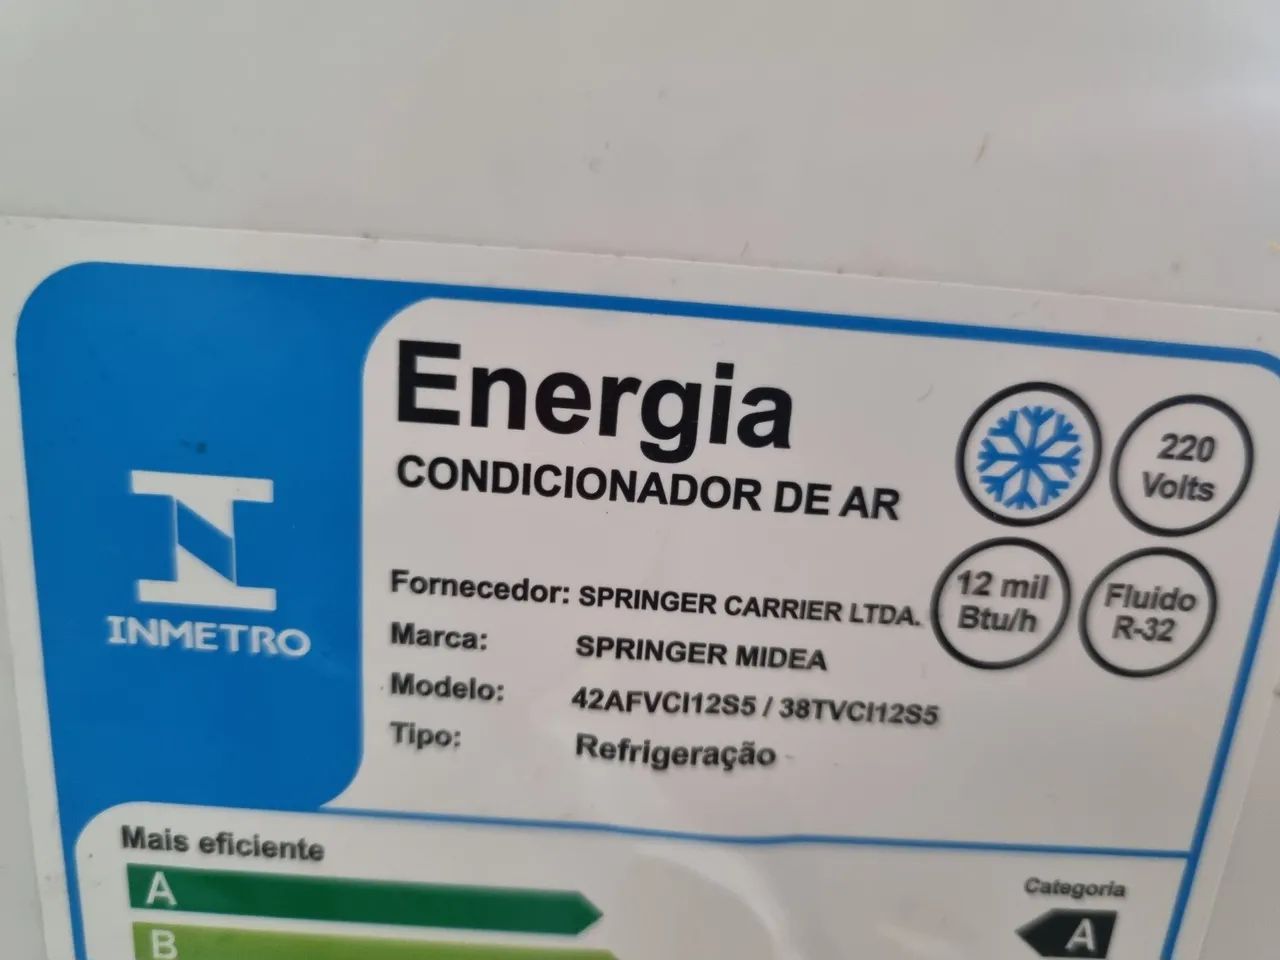 Energia
CONDICIONADOR DE AR
220
Volts
12 mil
Btu/h
Fluido
R-32
INMETRO
Fornecedor: SPRINGER CARRIER LTDA.
Marca: SPRINGER MIDEA
Modelo: 42AFVCI12S5 / 38TVCI12S5
Tipo: Refrigeração
Mais eficiente
A
B
Categoria
A